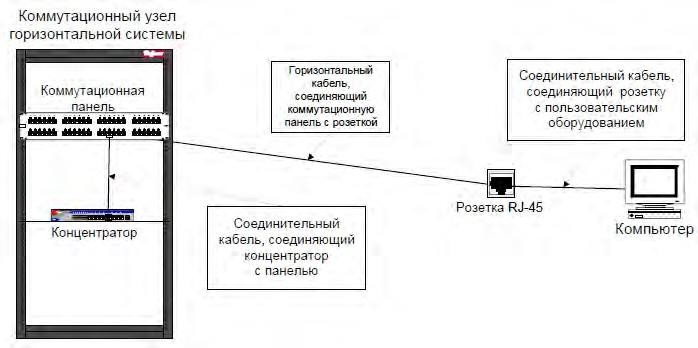 Коммутационный узел
горизонтальной системы
Коммутационная
панель
Концентратор
Горизонтальный
кабель,
соединяющий
коммутационную
панель с розеткой
Соединительный
кабель, соединяющий
концентратор
с панелью
Розетка RJ-45
Соединительный кабель,
соединяющий розетку
с пользовательским
оборудованием
Компьютер